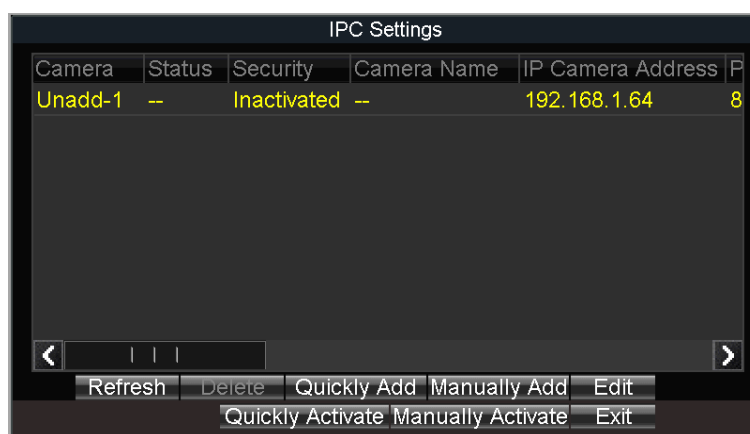 IPC Settings
Camera Status Security Camera Name IP Camera Address P
Unadd-1 -- Inactivated -- 192.168.1.64 8
Refresh Delete Quickly Add Manually Add Edit
Quickly Activate Manually Activate Exit